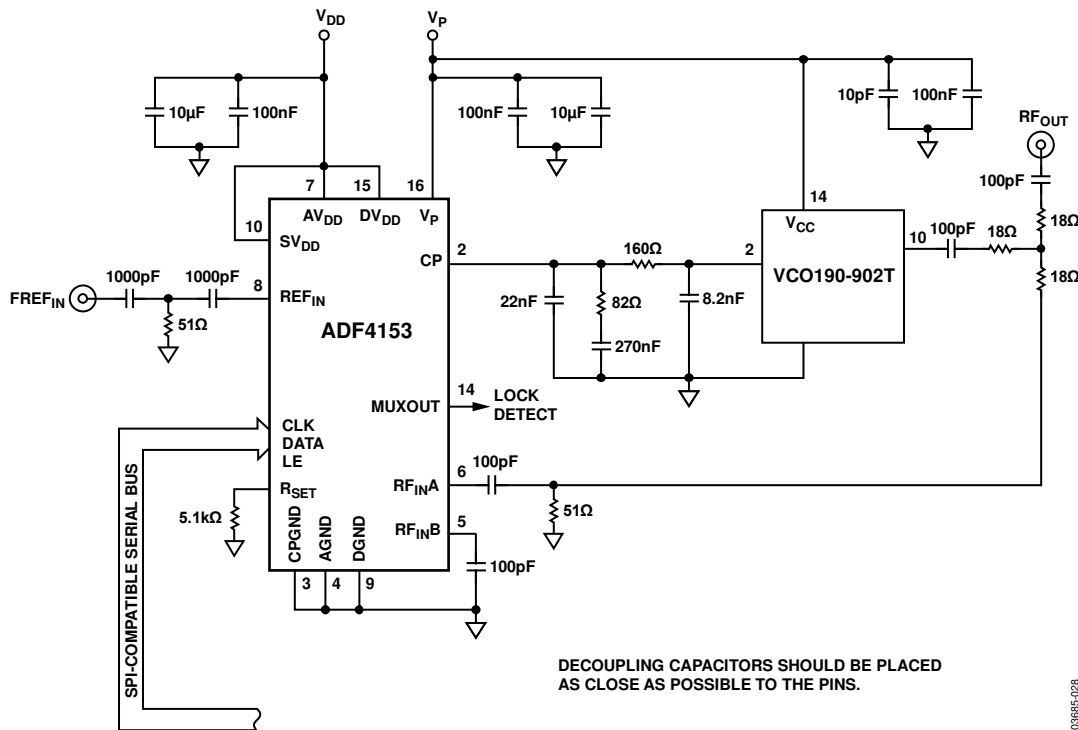 VDD
VP
10µF
100nF
100nF
10µF
10pF
100nF
RFOUT
100pF
18Ω
7
15
16
14
AVDD
DVDD
VP
VCC
10
SVDD
2
CP
160Ω
2
VCO190-902T
10
100pF
18Ω
18Ω
FREFIN
1000pF
1000pF
8
REFIN
51Ω
ADF4153
22nF
82Ω
8.2nF
270nF
MUXOUT
14
LOCK
DETECT
CLK
DATA
LE
6
100pF
RFINA
RSET
5.1kΩ
51Ω
5
RFINB
100pF
CPGND
AGND
DGND
3
4
9
SPI-COMPATIBLE SERIAL BUS
DECOUPLING CAPACITORS SHOULD BE PLACED
AS CLOSE AS POSSIBLE TO THE PINS.
03685-028